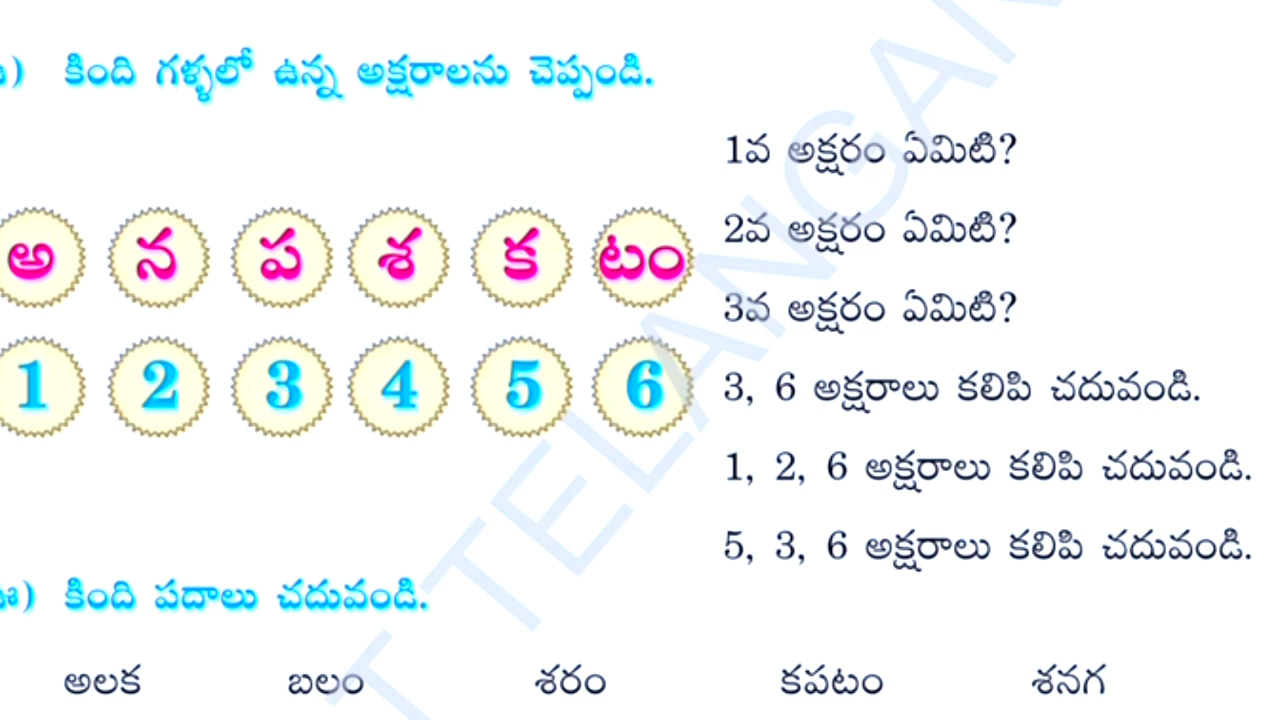 కింది గళ్ళలో ఉన్న అక్షరాలను చెప్పండి.
1వ అక్షరం ఏమిటి?
2వ అక్షరం ఏమిటి?
అ న ప శ క టం
3వ అక్షరం ఏమిటి?
1 2 3 4 5 6
3, 6 అక్షరాలు కలిపి చదువండి.
1, 2, 6 అక్షరాలు కలిపి చదువండి.
5, 3, 6 అక్షరాలు కలిపి చదువండి.
ఊ) కింది పదాలు చదువండి.
అలక బలం శరం కపటం శనగ
T TELANGAN